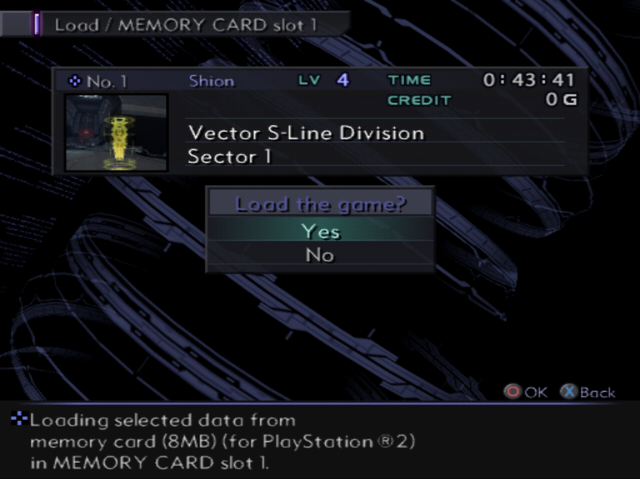 Load / MEMORY CARD slot 1
No. 1 Shion LV 4 TIME 0:43:41
CREDIT 0 G
Vector S-Line Division
Sector 1
Load the game?
Yes
No
OK Back
Loading selected data from
memory card (8MB) (for PlayStation ®2)
in MEMORY CARD slot 1.